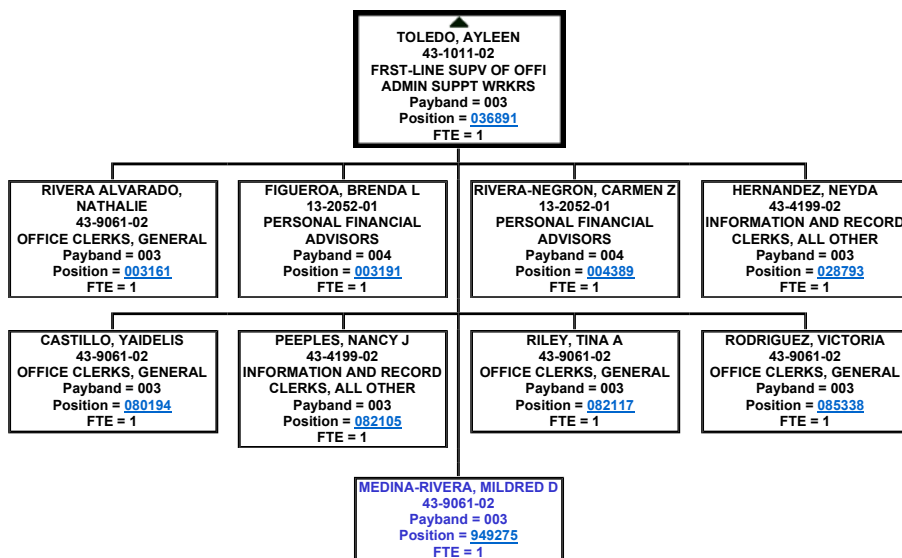 TOLEDO, AYLEEN
43-1011-02
FRST-LINE SUPV OF OFFI
ADMIN SUPPT WRKRS
Payband = 003
Position = 036891
FTE = 1
RIVERA ALVARADO,
NATHALIE
43-9061-02
OFFICE CLERKS, GENERAL
Payband = 003
Position = 003161
FTE = 1
FIGUEROA, BRENDA L
13-2052-01
PERSONAL FINANCIAL
ADVISORS
Payband = 004
Position = 003191
FTE = 1
RIVERA-NEGRON, CARMEN Z
13-2052-01
PERSONAL FINANCIAL
ADVISORS
Payband = 004
Position = 004389
FTE = 1
HERNANDEZ, NEYDA
43-4199-02
INFORMATION AND RECORD
CLERKS, ALL OTHER
Payband = 003
Position = 028793
FTE = 1
CASTILLO, YAIDELIS
43-9061-02
OFFICE CLERKS, GENERAL
Payband = 003
Position = 080194
FTE = 1
PEEPLES, NANCY J
43-4199-02
INFORMATION AND RECORD
CLERKS, ALL OTHER
Payband = 003
Position = 082105
FTE = 1
RILEY, TINA A
43-9061-02
OFFICE CLERKS, GENERAL
Payband = 003
Position = 082117
FTE = 1
RODRIGUEZ, VICTORIA
43-9061-02
OFFICE CLERKS, GENERAL
Payband = 003
Position = 085338
FTE = 1
MEDINA-RIVERA, MILDRED D
43-9061-02
Payband = 003
Position = 949275
FTE = 1